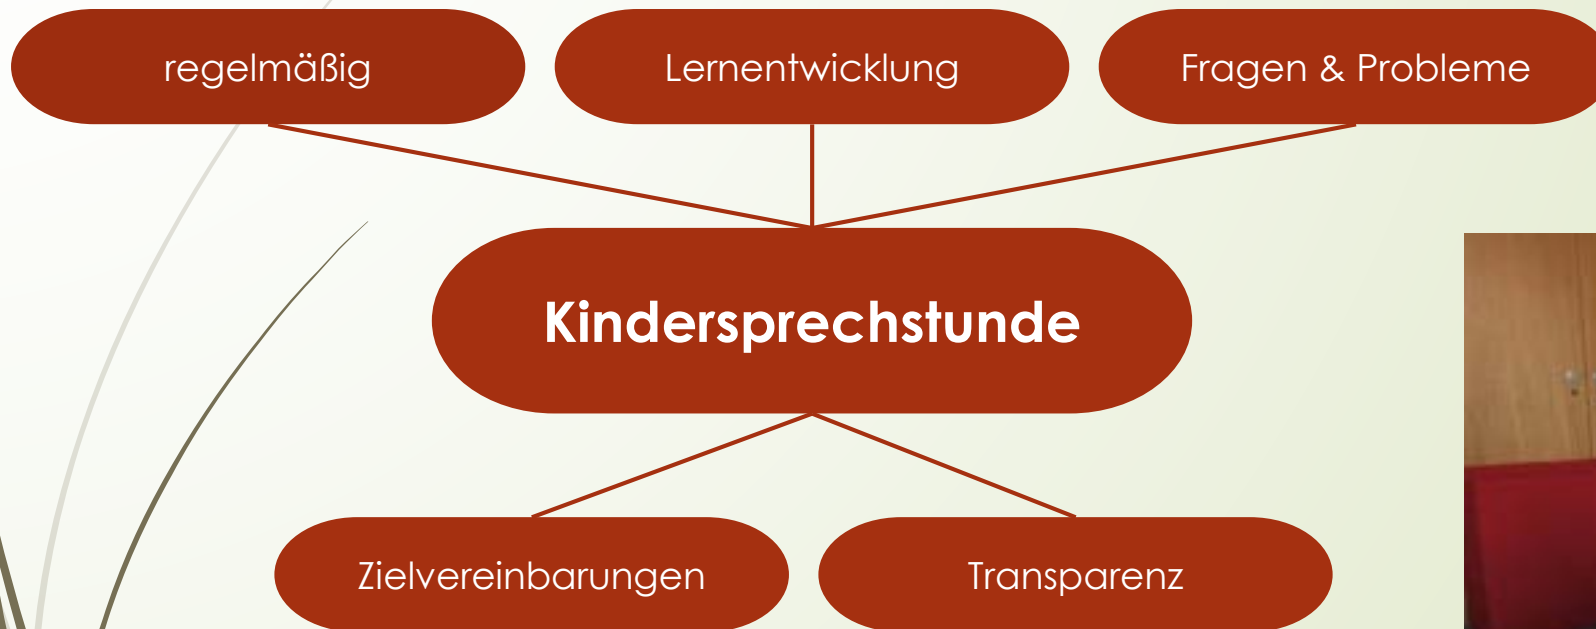 regelmäßig
Lernentwicklung
Fragen & Probleme
Kindersprechstunde
Zielvereinbarungen
Transparenz